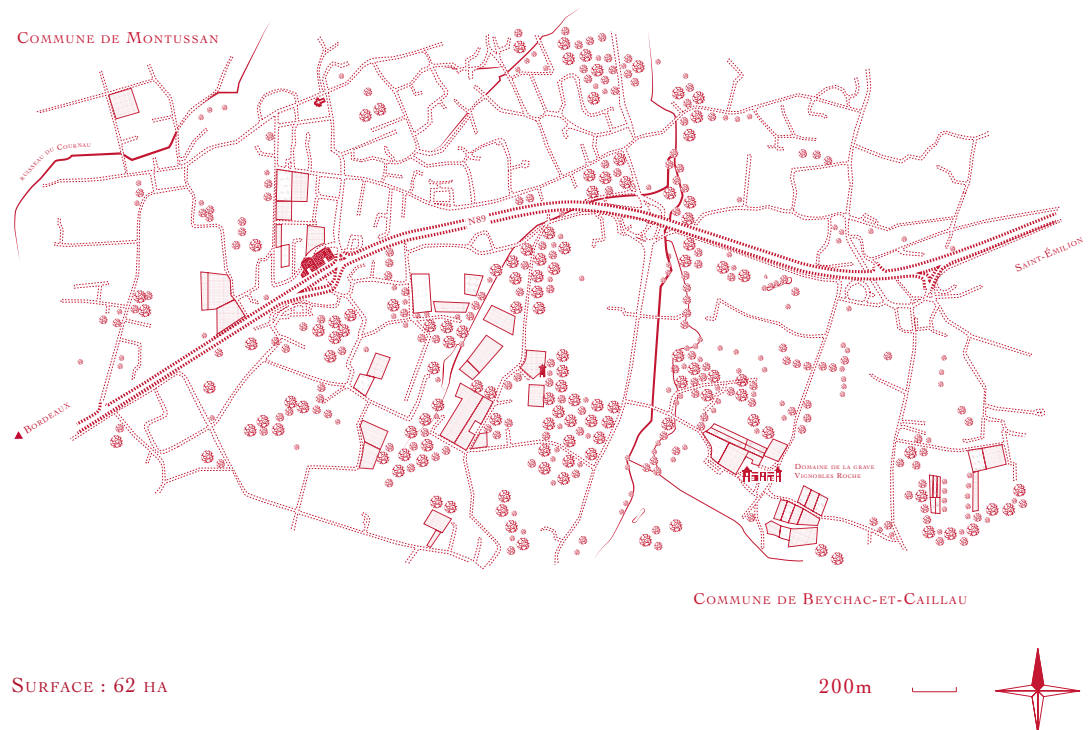 Commune de Montussan
Ruisseau du Cournau
N89
Saint-Émilion
Bordeaux
Domaine de la grave
Vignobles Roche
Commune de Beychac-et-Caillau
Surface : 62 ha
200m